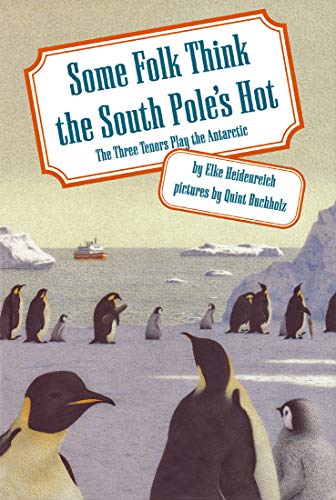 Some Folk Think
the South Pole's Hot
The Three Tenors Play the Antarctic
by Elke Heidenreich
pictures by Quint Buchholz